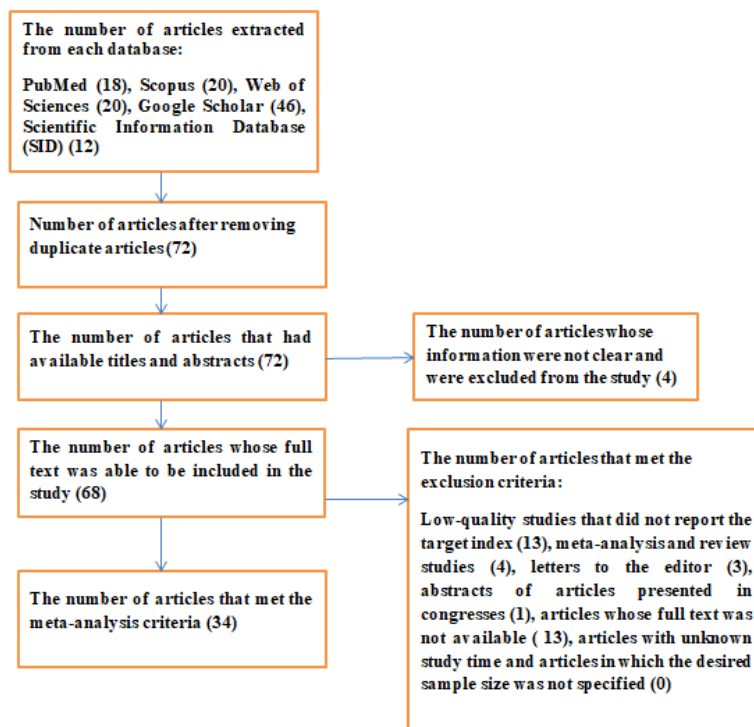 The number of articles extracted
from each database:
PubMed (18), Scopus (20), Web of
Sciences (20), Google Scholar (46),
Scientific Information Database
(SID) (12)
Number of articles after removing
duplicate articles (72)
The number of articles that had
available titles and abstracts (72)
The number of articles whose
information were not clear and
were excluded from the study (4)
The number of articles whose full
text was able to be included in the
study (68)
The number of articles that met the
exclusion criteria:
Low-quality studies that did not report the
target index (13), meta-analysis and review
studies (4), letters to the editor (3),
abstracts of articles presented in
congresses (1), articles whose full text was
not available ( 13), articles with unknown
study time and articles in which the desired
sample size was not specified (0)
The number of articles that met the
meta-analysis criteria (34)